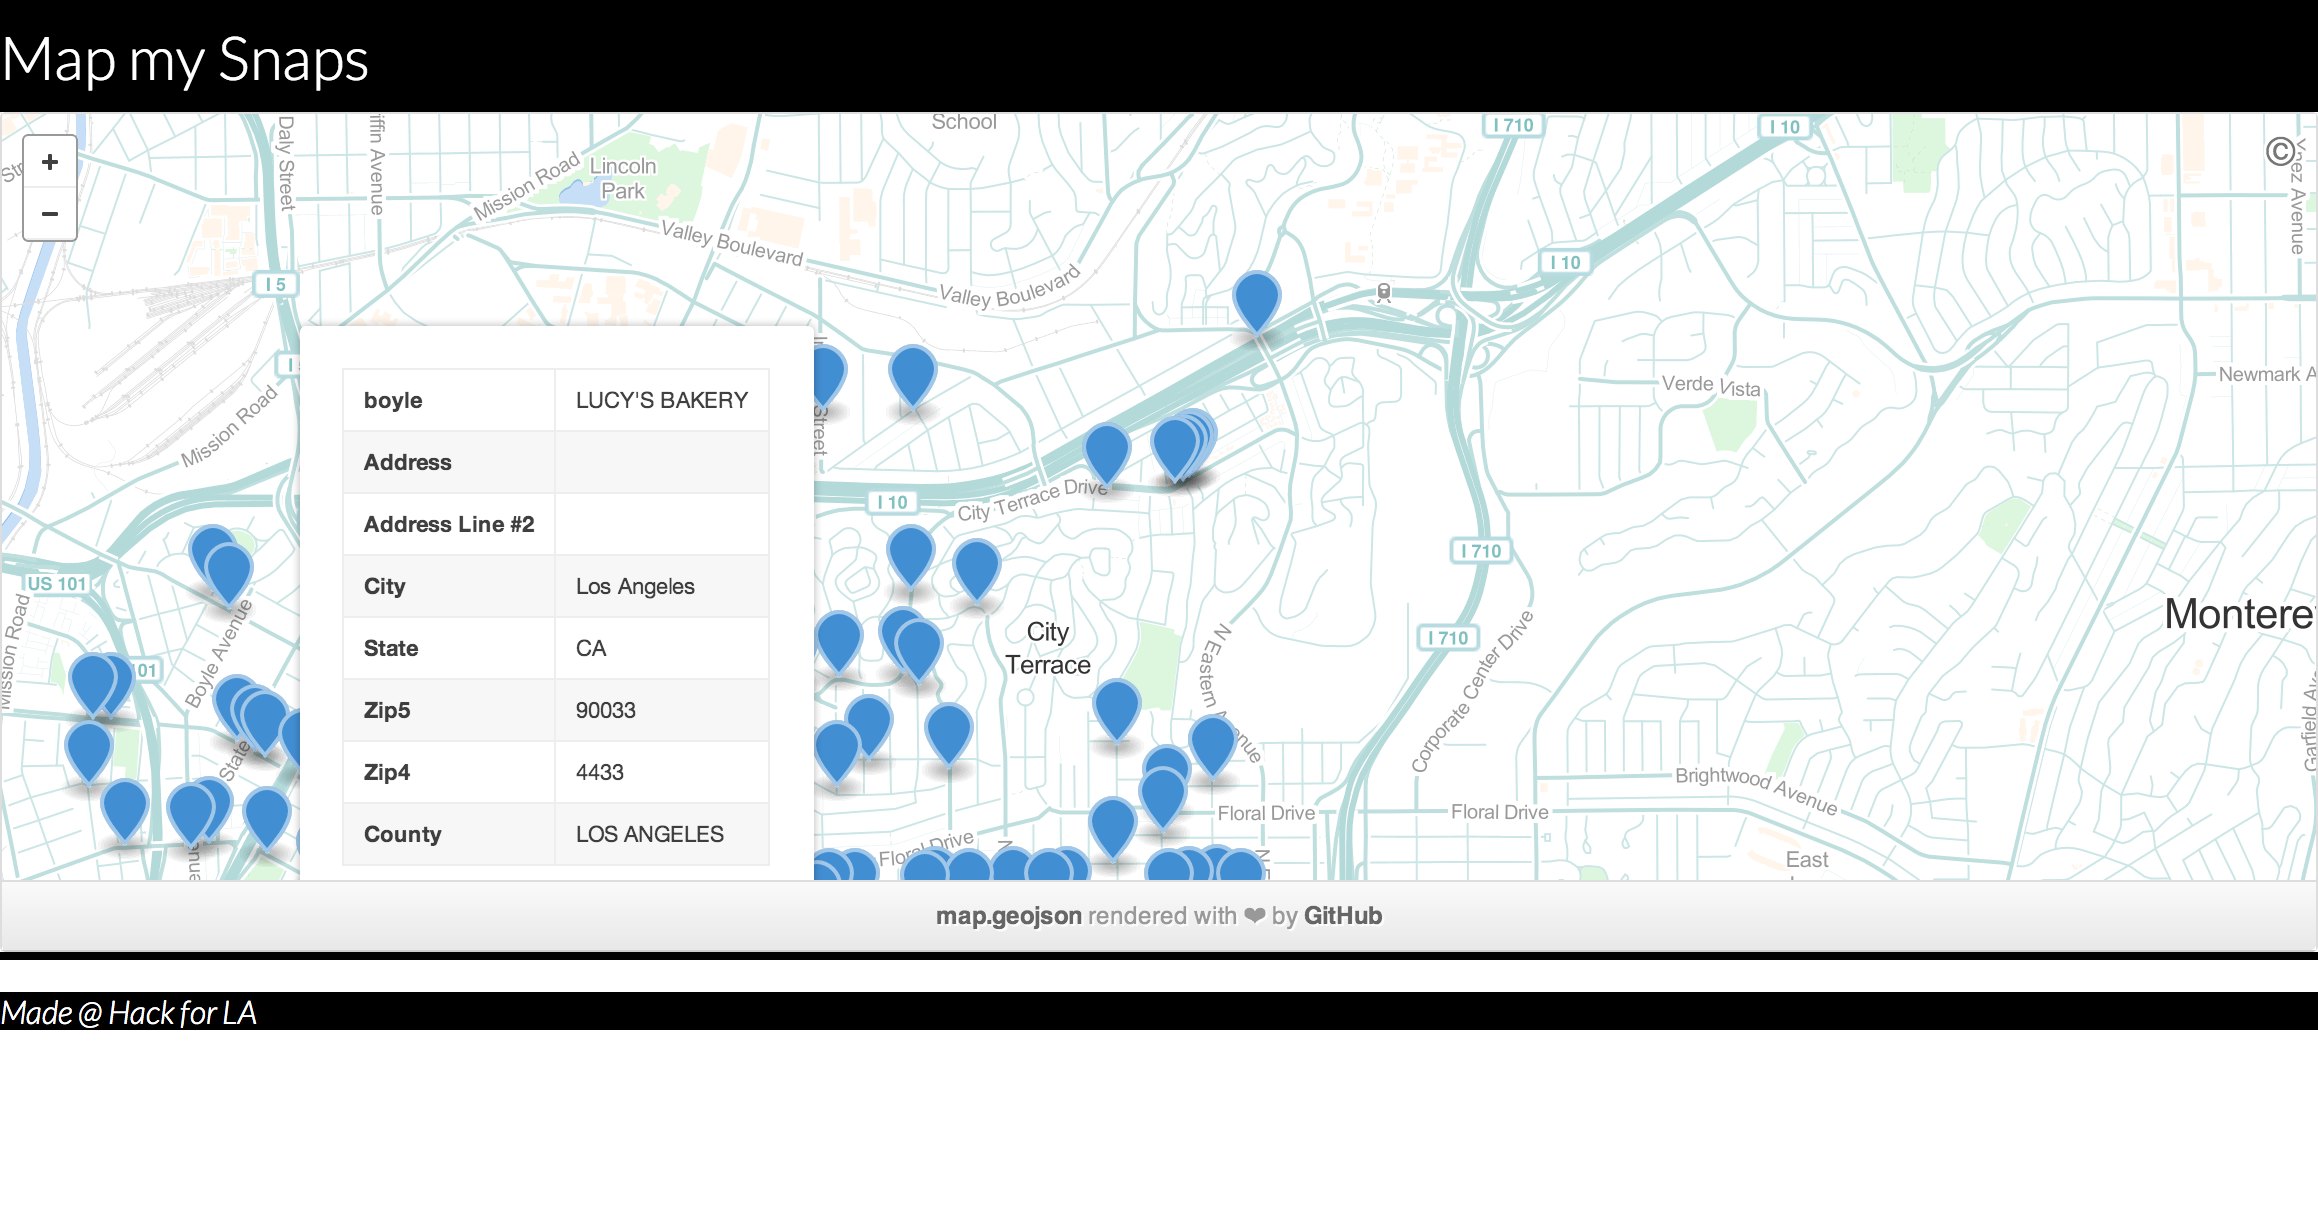 Map my Snaps
+
−
Daly Street
Mission Road
Lincoln
Park
School
I 710
I 10
©
Valley Boulevard
Valley Boulevard
I 10
I 5
Verde Vista
Newmark A
Mission Road
boyle LUCY'S BAKERY
Address
Address Line #2
City Los Angeles
State CA
Zip5 90033
Zip4 4433
County LOS ANGELES
Street
I 10
City Terrace Drive
I 710
US 101
Mission Road
Boyle Avenue
City
Terrace
I 710
N Eastern Avenue
Corporate Center Drive
Montere
101
State
Brightwood Avenue
Floral Drive
Floral Drive
Floral Drive
East
map.geojson rendered with ❤ by GitHub
Made @ Hack for LA